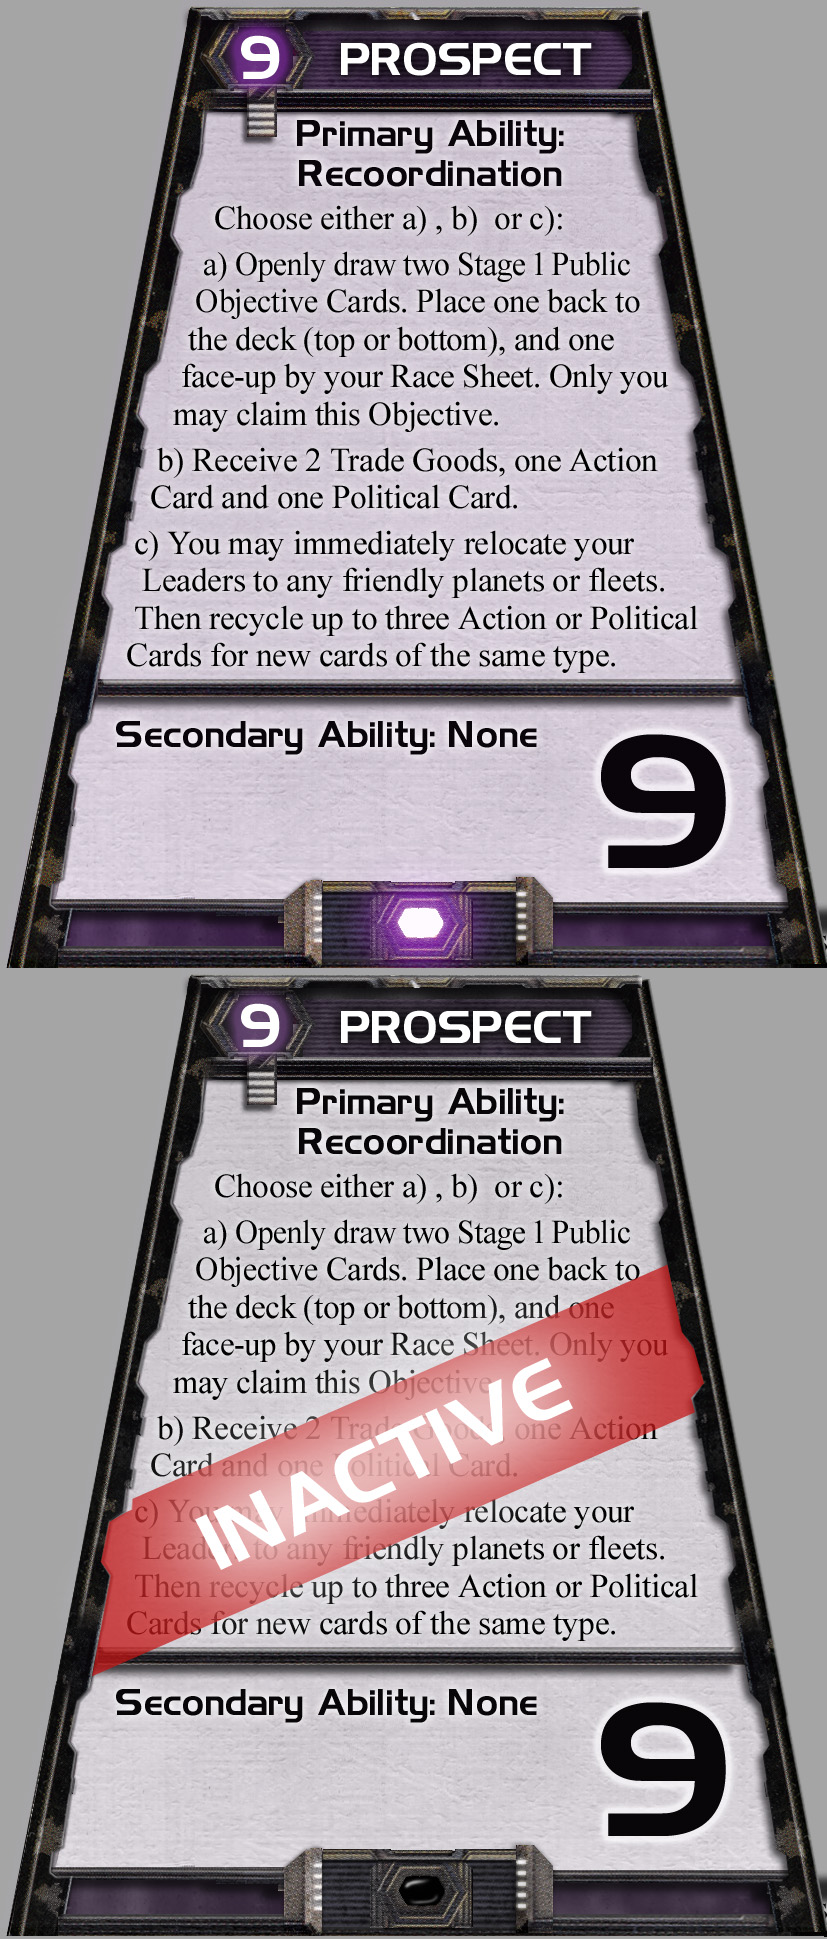 9 PROSPECT
Primary Ability:
Recoordination
Choose either a) , b)  or c):
a) Openly draw two Stage 1 Public
Objective Cards. Place one back to
the deck (top or bottom), and one
face-up by your Race Sheet. Only you
may claim this Objective.
b) Receive 2 Trade Goods, one Action
Card and one Political Card.
c) You may immediately relocate your
Leaders to any friendly planets or fleets.
Then recycle up to three Action or Political
Cards for new cards of the same type.
Secondary Ability: None
9
9 PROSPECT
Primary Ability:
Recoordination
Choose either a) , b)  or c):
a) Openly draw two Stage 1 Public
Objective Cards. Place one back to
the deck (top or bottom), and one
face-up by your Race Sheet. Only you
may claim this Objective.
b) Receive 2 Trade Goods, one Action
Card and one Political Card.
c) You may immediately relocate your
Leaders to any friendly planets or fleets.
Then recycle up to three Action or Political
Cards for new cards of the same type.
INACTIVE
Secondary Ability: None
9